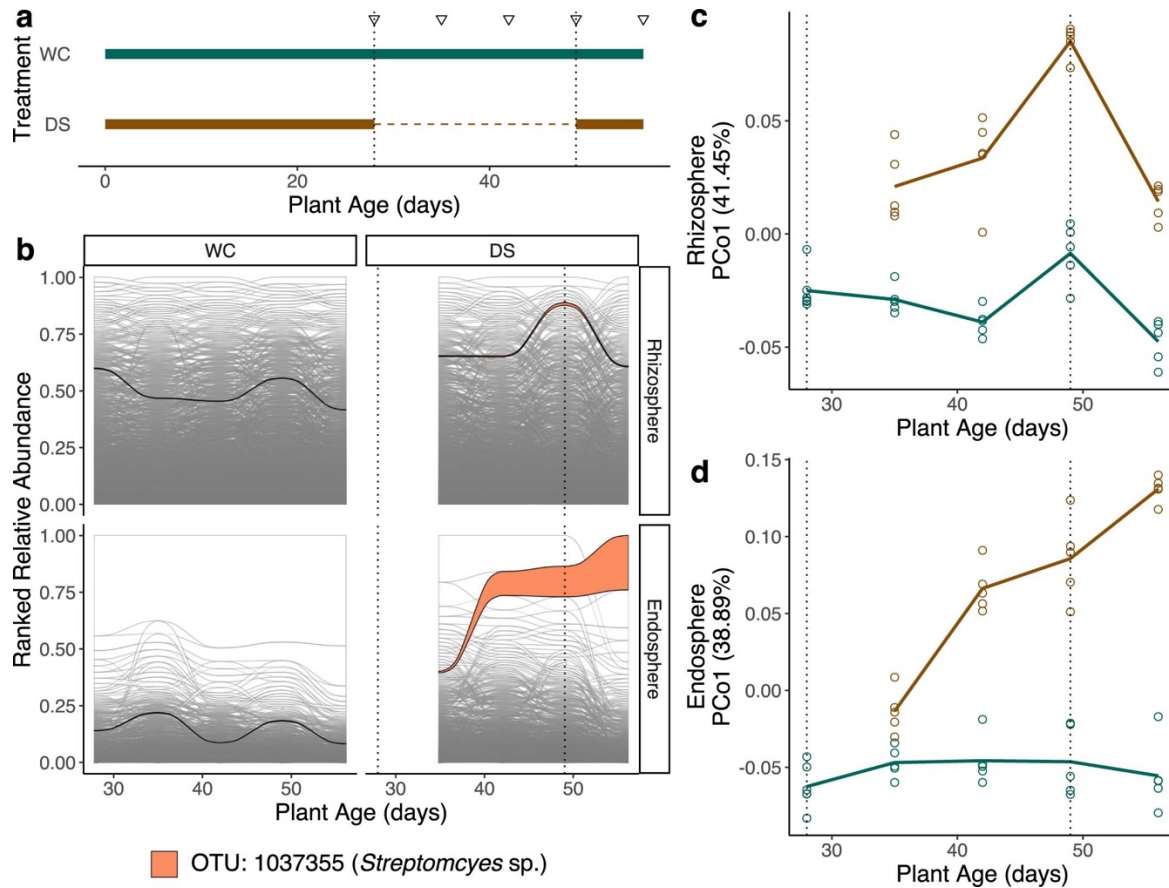 a
Treatment
WC
DS
0
20
40
Plant Age (days)
b
WC
DS
Ranked Relative Abundance
1.00
0.75
0.50
0.25
0.00
Rhizosphere
1.00
0.75
0.50
0.25
0.00
Endosphere
30
40
50
30
40
50
Plant Age (days)
OTU: 1037355 (Streptomcyes sp.)
c
Rhizosphere
PCo1 (41.45%)
0.05
0.00
-0.05
30
40
50
Plant Age (days)
d
Endosphere
PCo1 (38.89%)
0.15
0.10
0.05
0.00
-0.05
30
40
50
Plant Age (days)